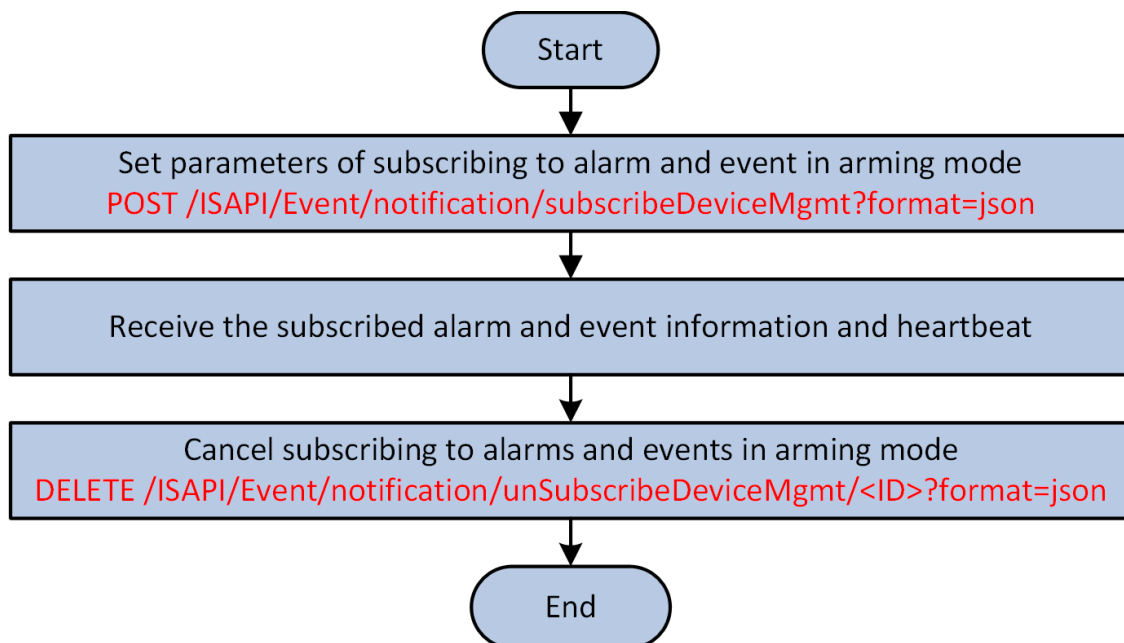 Start
Set parameters of subscribing to alarm and event in arming mode
POST /ISAPI/Event/notification/subscribeDeviceMgmt?format=json
Receive the subscribed alarm and event information and heartbeat
Cancel subscribing to alarms and events in arming mode
DELETE /ISAPI/Event/notification/unSubscribeDeviceMgmt/<ID>?format=json
End